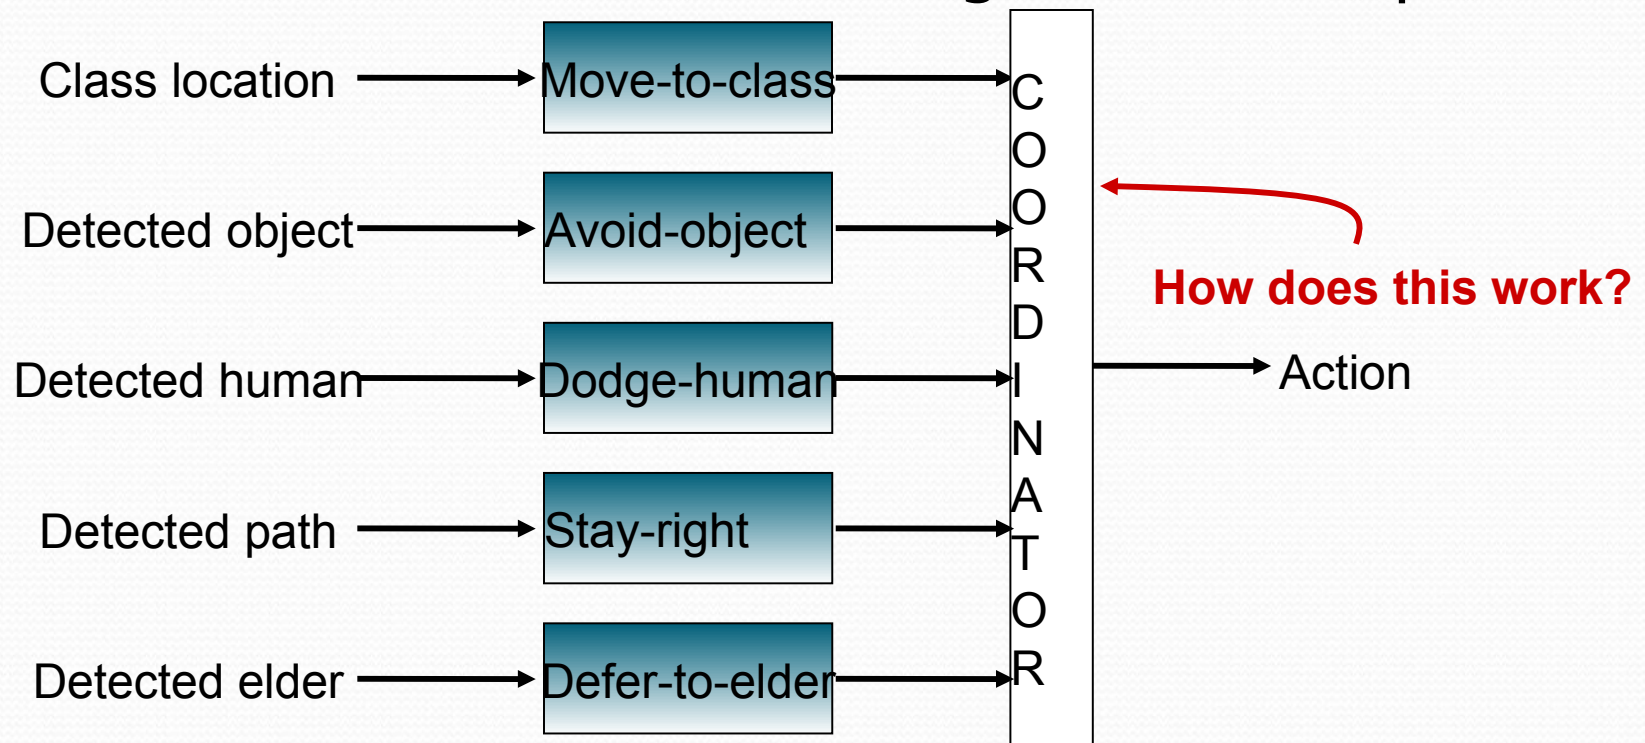 Class location
Move-to-class
Detected object
Avoid-object
Detected human
Dodge-human
Detected path
Stay-right
Detected elder
Defer-to-elder
C
O
O
R
D
I
N
A
T
O
R
How does this work?
Action